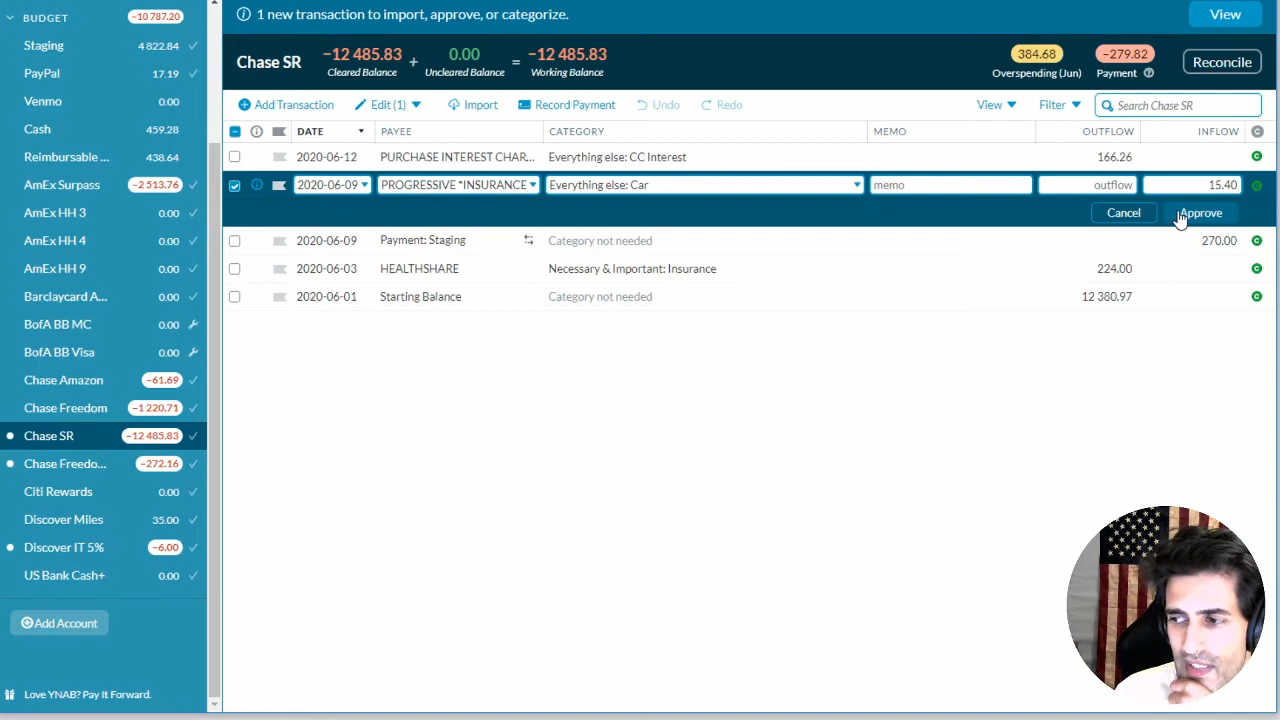 BUDGET −10 787.20
Staging 4 822.84
PayPal 17.19
Venmo 0.00
Cash 459.28
Reimbursable ... 438.64
AmEx Surpass −2 513.76
AmEx HH 3 0.00
AmEx HH 4 0.00
AmEx HH 9 0.00
Barclaycard A... 0.00
BofA BB MC 0.00
BofA BB Visa 0.00
Chase Amazon −61.69
Chase Freedom −1 220.71
Chase SR −12 485.83
Chase Freedo... −272.16
Citi Rewards 0.00
Discover Miles 35.00
Discover IT 5% −6.00
US Bank Cash+ 0.00
Add Account
Love YNAB? Pay It Forward.
1 new transaction to import, approve, or categorize.
View
Chase SR
−12 485.83 + 0.00 = −12 485.83
Cleared Balance Uncleared Balance Working Balance
384.68 −279.82
Overspending (Jun) Payment ?
Reconcile
Add Transaction Edit (1) Import Record Payment Undo Redo View Filter Search Chase SR
DATE PAYEE CATEGORY MEMO OUTFLOW INFLOW C
2020-06-12 PURCHASE INTEREST CHAR... Everything else: CC Interest 166.26 C
2020-06-09 PROGRESSIVE *INSURANCE Everything else: Car memo outflow 15.40 C
Cancel Approve
2020-06-09 Payment: Staging Category not needed 270.00 C
2020-06-03 HEALTHSHARE Necessary & Important: Insurance 224.00 C
2020-06-01 Starting Balance Category not needed 12 380.97 C